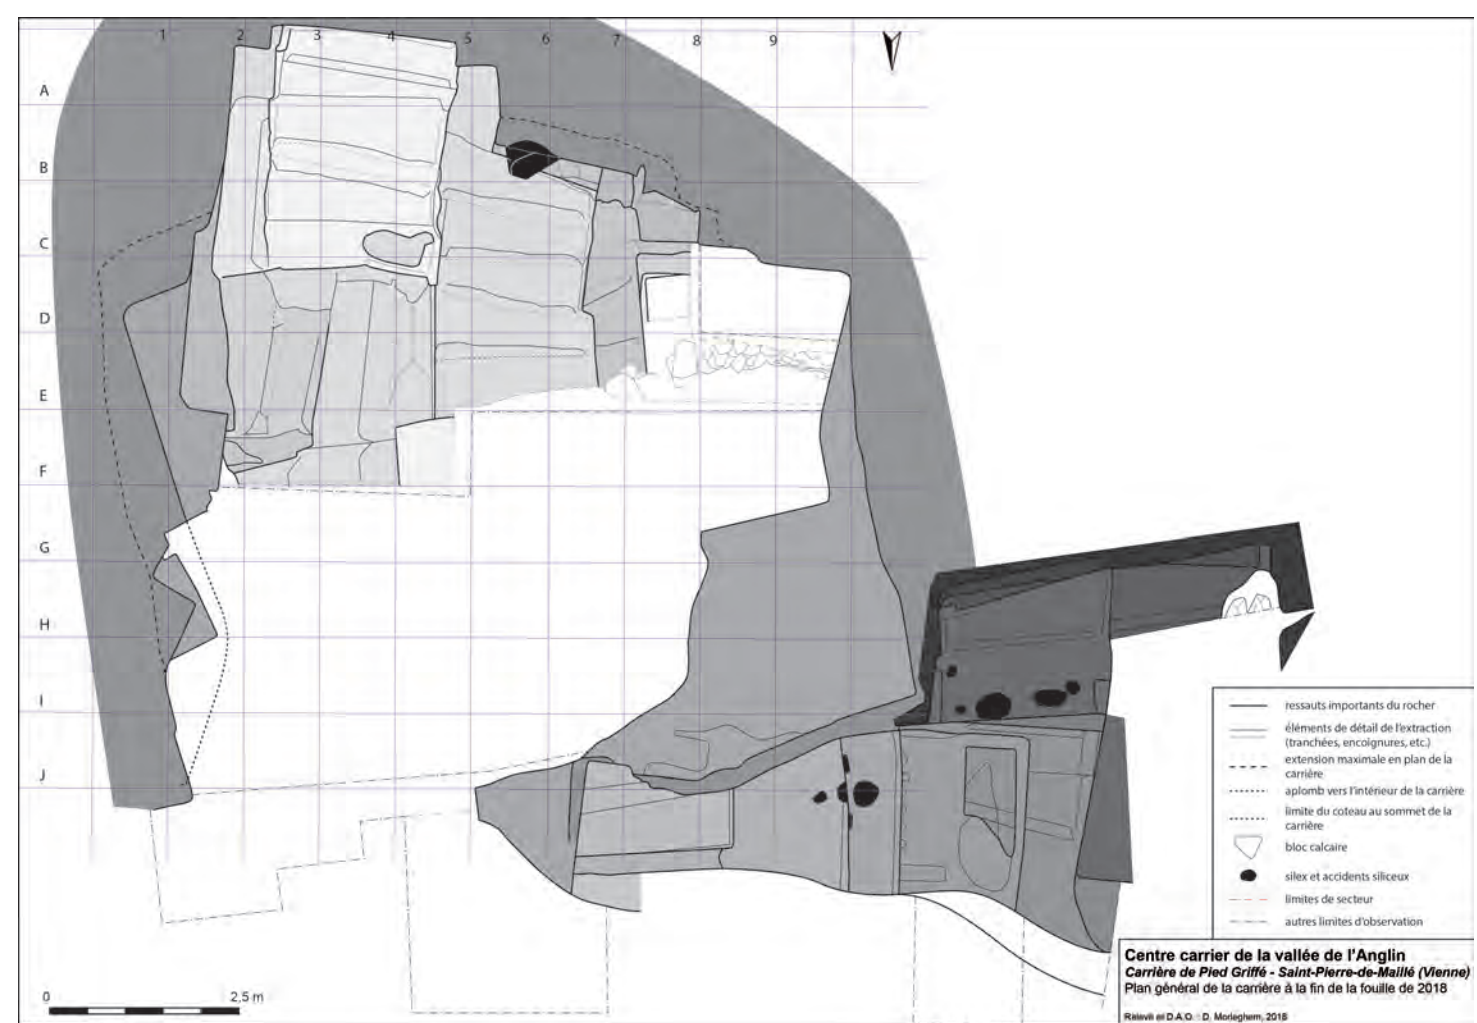 1 2 3 4 5 6 7 8 9
A
B
C
D
E
F
G
H
I
J
ressauts importants du rocher
éléments de détail de l'extraction
(tranchées, encoignures, etc.)
extension maximale en plan de la
carrière
aplomb vers l'intérieur de la carrière
limite du coteau au sommet de la
carrière
bloc calcaire
silex et accidents siliceux
limites de secteur
autres limites d'observation
Centre carrier de la vallée de l'Anglin
Carrière de Pied Griffé - Saint-Pierre-de-Maillé (Vienne)
Plan général de la carrière à la fin de la fouille de 2018
Relevé et D.A.O. : D. Morleghem, 2018
0 2,5 m